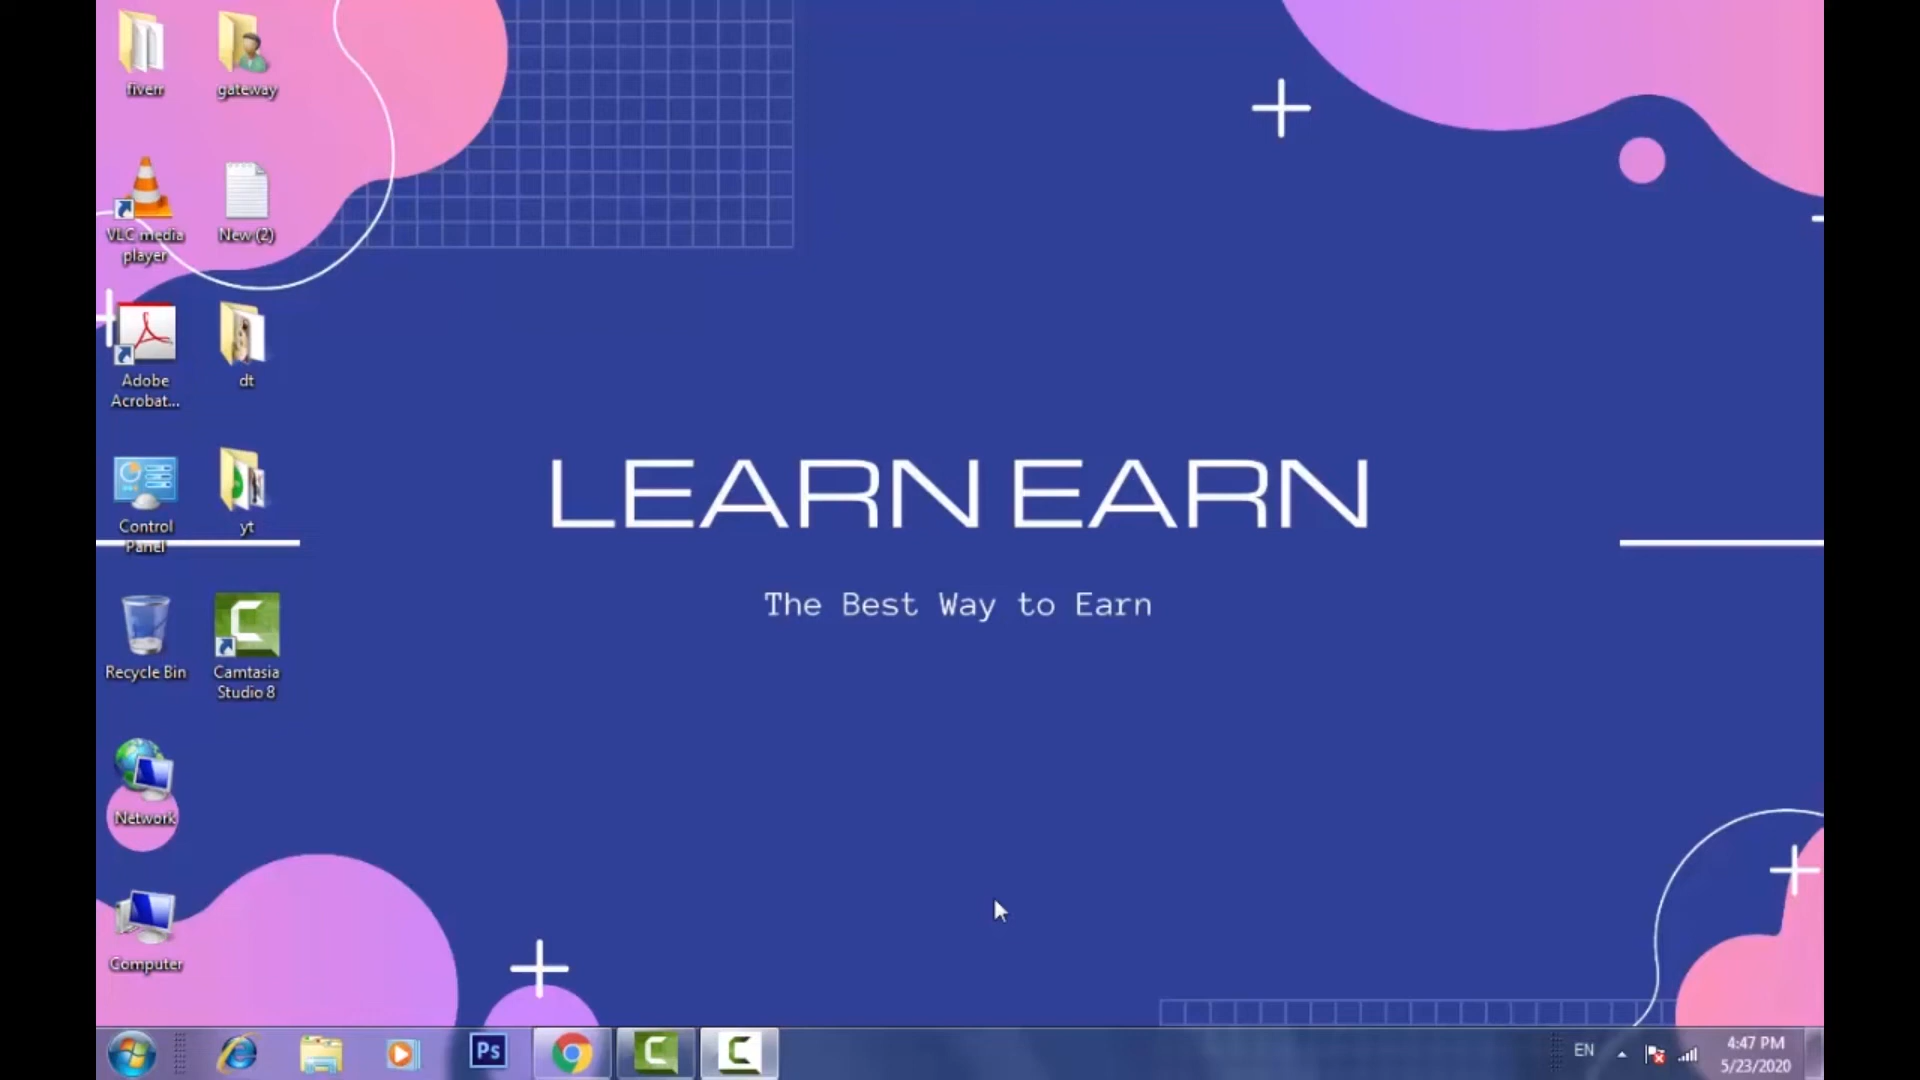 fiverr
gateway
VLC media
player
New (2)
Adobe
Acrobat...
dt
Control
Panel
yt
LEARN EARN
The Best Way to Earn
Recycle Bin
Camtasia
Studio 8
Network
Computer
Ps
EN
4:47 PM
5/23/2020